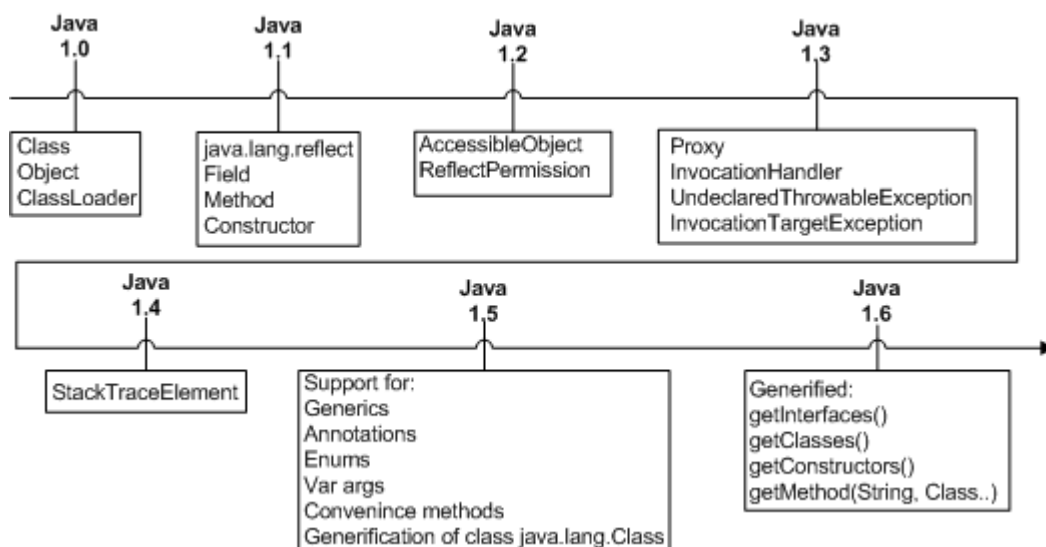 Java
1.0
Java
1.1
Java
1.2
Java
1.3
Class
Object
ClassLoader
java.lang.reflect
Field
Method
Constructor
AccessibleObject
ReflectPermission
Proxy
InvocationHandler
UndeclaredThrowableException
InvocationTargetException
Java
1.4
Java
1.5
Java
1.6
StackTraceElement
Support for:
Generics
Annotations
Enums
Var args
Convenince methods
Generification of class java.lang.Class
Generified:
getInterfaces()
getClasses()
getConstructors()
getMethod(String, Class..)